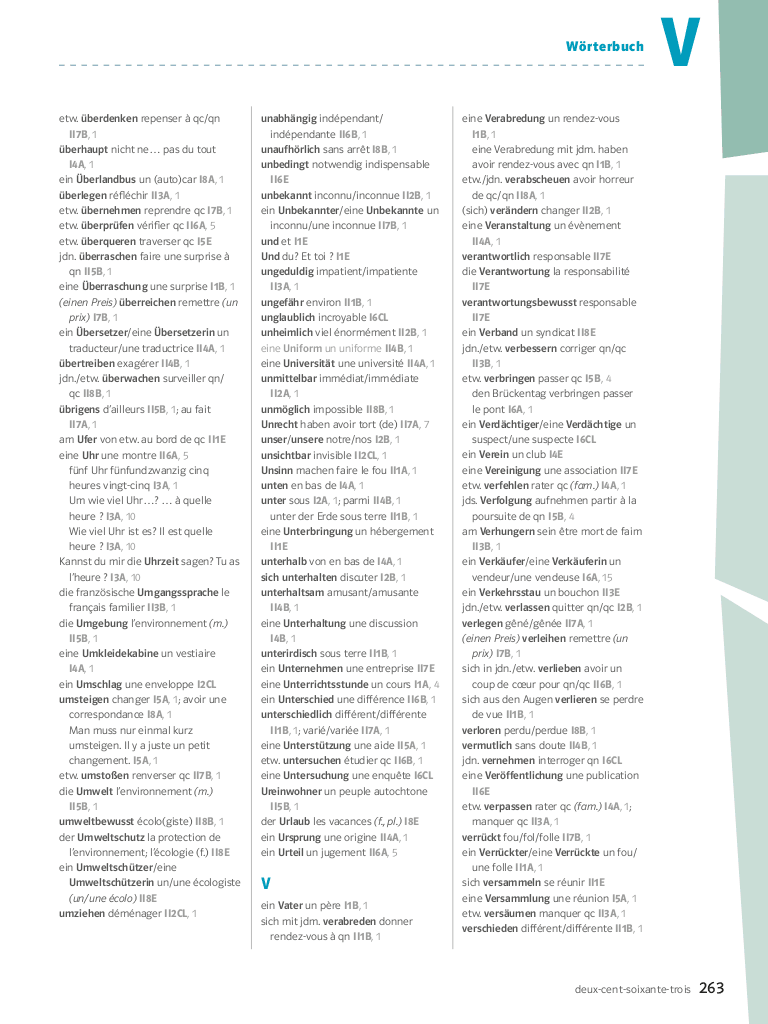 Wörterbuch
V
etw. überdenken repenser à qc/qn
II7B, 1
überhaupt nicht ne… pas du tout
I4A, 1
ein Überlandbus un (auto)car I8A, 1
überlegen réfléchir II3A, 1
etw. übernehmen reprendre qc I7B, 1
etw. überprüfen vérifier qc II6A, 5
etw. überqueren traverser qc I5E
jdn. überraschen faire une surprise à
qn II5B, 1
eine Überraschung une surprise I1B, 1
(einen Preis) überreichen remettre (un
prix) I7B, 1
ein Übersetzer/eine Übersetzerin un
traducteur/une traductrice II4A, 1
übertreiben exagérer II4B, 1
jdn./etw. überwachen surveiller qn/
qc II8B, 1
übrigens d'ailleurs II5B, 1; au fait
II7A, 1
am Ufer von etw. au bord de qc II1E
eine Uhr une montre II6A, 5
fünf Uhr fünfundzwanzig cinq
heures vingt-cinq I3A, 1
Um wie viel Uhr…? … à quelle
heure ? I3A, 10
Wie viel Uhr ist es? Il est quelle
heure ? I3A, 10
Kannst du mir die Uhrzeit sagen? Tu as
l'heure ? I3A, 10
die französische Umgangssprache le
français familier II3B, 1
die Umgebung l'environnement (m.)
II5B, 1
eine Umkleidekabine un vestiaire
I4A, 1
ein Umschlag une enveloppe I2CL
umsteigen changer I5A, 1; avoir une
correspondance I8A, 1
Man muss nur einmal kurz
umsteigen. Il y a juste un petit
changement. I5A, 1
etw. umstoßen renverser qc II7B, 1
die Umwelt l'environnement (m.)
II5B, 1
umweltbewusst écolo(giste) II8B, 1
der Umweltschutz la protection de
l'environnement; l'écologie (f.) II8E
ein Umweltschützer/eine
Umweltschützerin un/une écologiste
(un/une écolo) II8E
umziehen déménager II2CL, 1
unabhängig indépendant/
indépendante II6B, 1
unaufhörlich sans arrêt I8B, 1
unbedingt notwendig indispensable
II6E
unbekannt inconnu/inconnue II2B, 1
ein Unbekannter/eine Unbekannte un
inconnu/une inconnue II7B, 1
und et I1E
Und du? Et toi ? I1E
ungeduldig impatient/impatiente
II3A, 1
ungefähr environ II1B, 1
unglaublich incroyable I6CL
unheimlich viel énormément II2B, 1
eine Uniform un uniforme II4B, 1
eine Universität une université II4A, 1
unmittelbar immédiat/immédiate
II2A, 1
unmöglich impossible II8B, 1
Unrecht haben avoir tort (de) II7A, 7
unser/unsere notre/nos I2B, 1
unsichtbar invisible II2CL, 1
Unsinn machen faire le fou II1A, 1
unten en bas de I4A, 1
unter sous I2A, 1; parmi II4B, 1
unter der Erde sous terre II1B, 1
eine Unterbringung un hébergement
II1E
unterhalb von en bas de I4A, 1
sich unterhalten discuter I2B, 1
unterhaltsam amusant/amusante
II4B, 1
eine Unterhaltung une discussion
I4B, 1
unterirdisch sous terre II1B, 1
ein Unternehmen une entreprise II7E
eine Unterrichtsstunde un cours I1A, 4
ein Unterschied une différence II6B, 1
unterschiedlich différent/différente
II1B, 1; varié/variée II7A, 1
eine Unterstützung une aide II5A, 1
etw. untersuchen étudier qc II6B, 1
eine Untersuchung une enquête I6CL
Ureinwohner un peuple autochtone
II5B, 1
der Urlaub les vacances (f., pl.) I8E
ein Ursprung une origine II4A, 1
ein Urteil un jugement II6A, 5
V
ein Vater un père I1B, 1
sich mit jdm. verabreden donner
rendez-vous à qn II1B, 1
eine Verabredung un rendez-vous
I1B, 1
eine Verabredung mit jdm. haben
avoir rendez-vous avec qn I1B, 1
etw./jdn. verabscheuen avoir horreur
de qc/qn II8A, 1
(sich) verändern changer II2B, 1
eine Veranstaltung un évènement
II4A, 1
verantwortlich responsable II7E
die Verantwortung la responsabilité
II7E
verantwortungsbewusst responsable
II7E
ein Verband un syndicat II8E
jdn./etw. verbessern corriger qn/qc
II3B, 1
etw. verbringen passer qc I5B, 4
den Brückentag verbringen passer
le pont I6A, 1
ein Verdächtiger/eine Verdächtige un
suspect/une suspecte I6CL
ein Verein un club I4E
eine Vereinigung une association II7E
etw. verfehlen rater qc (fam.) I4A, 1
jds. Verfolgung aufnehmen partir à la
poursuite de qn I5B, 4
am Verhungern sein être mort de faim
II3B, 1
ein Verkäufer/eine Verkäuferin un
vendeur/une vendeuse I6A, 15
ein Verkehrsstau un bouchon II3E
jdn./etw. verlassen quitter qn/qc I2B, 1
verlegen gêné/gênée II7A, 1
(einen Preis) verleihen remettre (un
prix) I7B, 1
sich in jdn./etw. verlieben avoir un
coup de cœur pour qn/qc II6B, 1
sich aus den Augen verlieren se perdre
de vue II1B, 1
verloren perdu/perdue I8B, 1
vermutlich sans doute II4B, 1
jdn. vernehmen interroger qn I6CL
eine Veröffentlichung une publication
II6E
etw. verpassen rater qc (fam.) I4A, 1;
manquer qc II3A, 1
verrückt fou/fol/folle II7B, 1
ein Verrückter/eine Verrückte un fou/
une folle II1A, 1
sich versammeln se réunir II1E
eine Versammlung une réunion I5A, 1
etw. versäumen manquer qc II3A, 1
verschieden différent/différente II1B, 1
deux-cent-soixante-trois 263